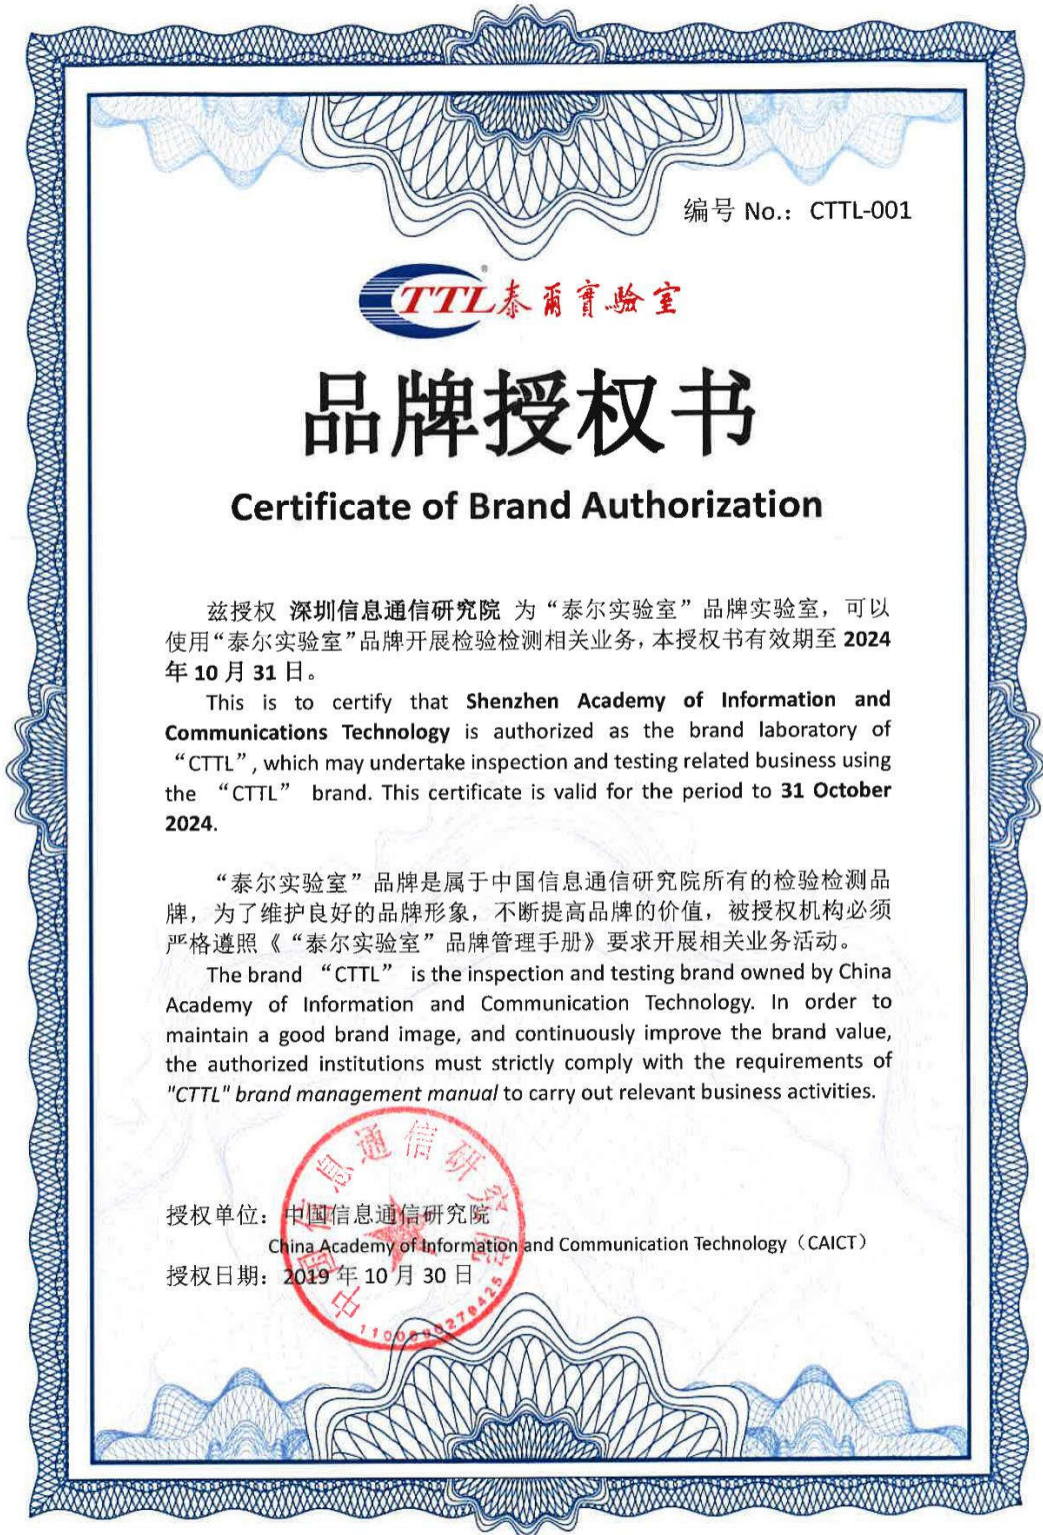 编号 No.: CTTL-001
CTTL® 泰爾實驗室
品牌授权书
Certificate of Brand Authorization
兹授权 深圳信息通信研究院 为“泰尔实验室”品牌实验室，可以
使用“泰尔实验室”品牌开展检验检测相关业务，本授权书有效期至 2024
年 10 月 31 日。
This is to certify that Shenzhen Academy of Information and
Communications Technology is authorized as the brand laboratory of
“CTTL”, which may undertake inspection and testing related business using
the “CTTL” brand. This certificate is valid for the period to 31 October
2024.
“泰尔实验室”品牌是属于中国信息通信研究院所有的检验检测品
牌，为了维护良好的品牌形象，不断提高品牌的价值，被授权机构必须
严格遵照《“泰尔实验室”品牌管理手册》要求开展相关业务活动。
The brand “CTTL” is the inspection and testing brand owned by China
Academy of Information and Communication Technology. In order to
maintain a good brand image, and continuously improve the brand value,
the authorized institutions must strictly comply with the requirements of
"CTTL" brand management manual to carry out relevant business activities.
授权单位：中国信息通信研究院
China Academy of Information and Communication Technology（CAICT）
授权日期：2019 年 10 月 30 日
中国信息通信研究院